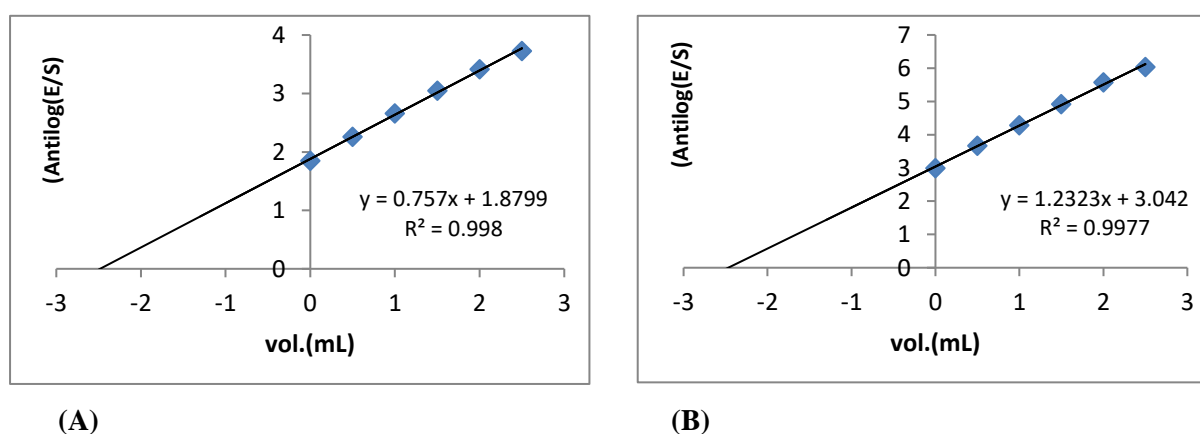 (Antilog(E/S)
4
3
2
1
0
-3 -2 -1 0 1 2 3
vol.(mL)
y = 0.757x + 1.8799
R² = 0.998
(A)
(Antilog(E/S)
7
6
5
4
3
2
1
0
-3 -2 -1 0 1 2 3
vol.(mL)
y = 1.2323x + 3.042
R² = 0.9977
(B)